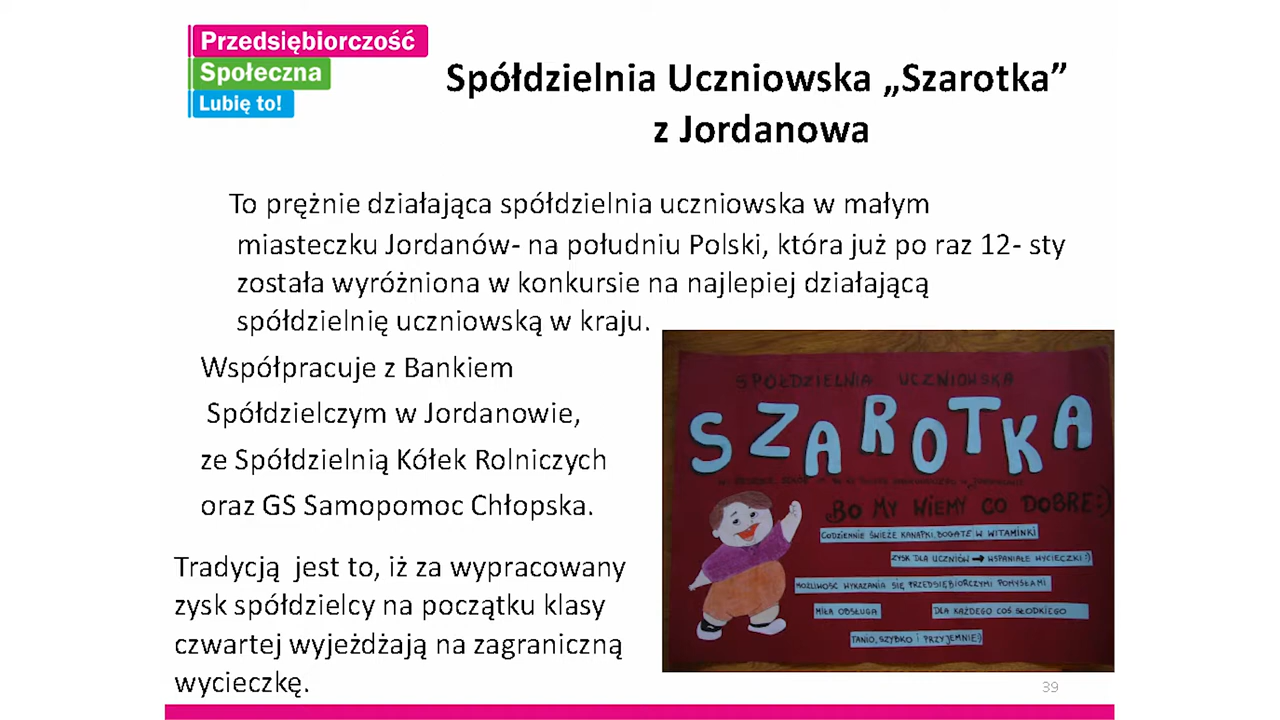 Przedsiębiorczość
Społeczna
Lubię to!
Spółdzielnia Uczniowska „Szarotka”
z Jordanowa
To prężnie działająca spółdzielnia uczniowska w małym
miasteczku Jordanów- na południu Polski, która już po raz 12- sty
została wyróżniona w konkursie na najlepiej działającą
spółdzielnię uczniowską w kraju.
Współpracuje z Bankiem
Spółdzielczym w Jordanowie,
ze Spółdzielnią Kółek Rolniczych
oraz GS Samopomoc Chłopska.
Tradycją jest to, iż za wypracowany
zysk spółdzielcy na początku klasy
czwartej wyjeżdżają na zagraniczną
wycieczkę.
SPÓŁDZIELNIA UCZNIOWSKA
SZAROTKA
BO MY WIEMY CO DOBRE:)
CODZIENNIE ŚWIEŻE KANAPKI, BOGATE W WITAMINKI
ZYSK DLA UCZNIÓW → WSPANIAŁE WYCIECZKI:)
MOŻLIWOŚĆ WYKAZANIA SIĘ PRZEDSIĘBIORCZYMI POMYSŁAMI
MIŁA OBSŁUGA
DLA KAŻDEGO COŚ SŁODKIEGO
TANIO, SZYBKO I PRZYJEMNIE:)
39